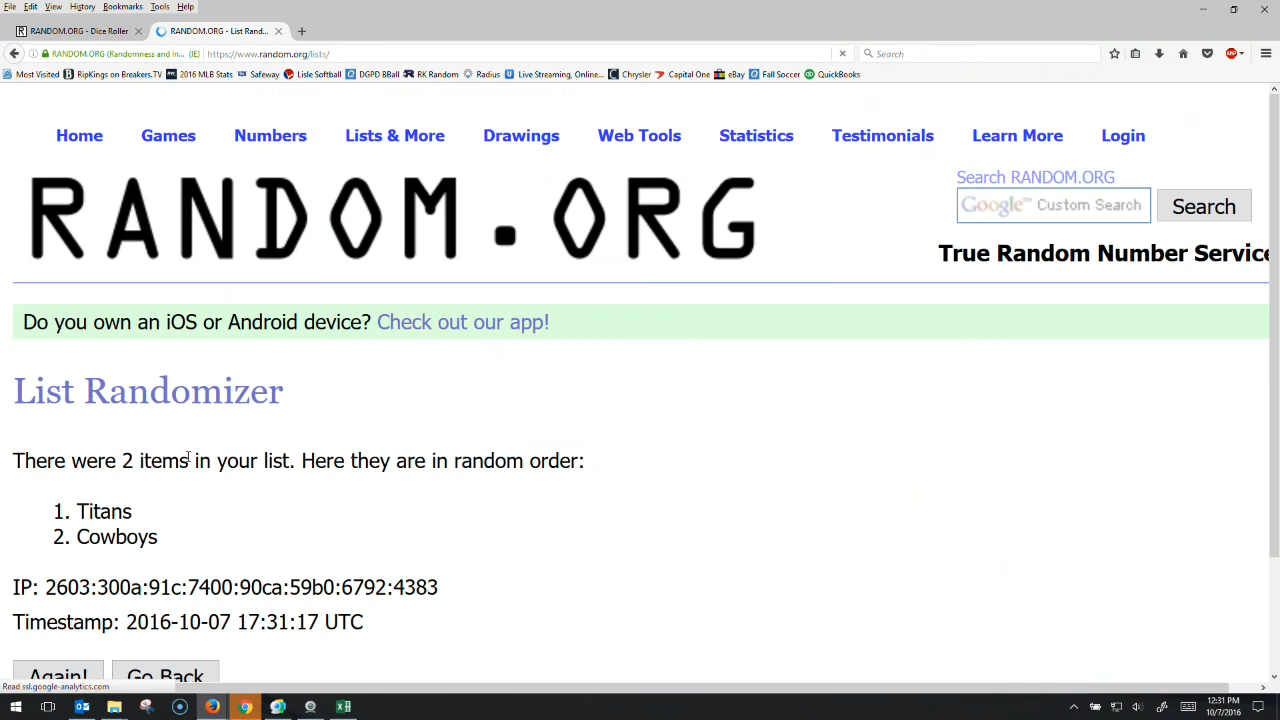 File Edit View History Bookmarks Tools Help
RANDOM.ORG - Dice Roller
RANDOM.ORG - List Rand...
RANDOM.ORG (Randomness and In... (IE) https://www.random.org/lists/
Search
Most Visited RipKings on Breakers.TV 2016 MLB Stats Safeway Lisle Softball DGPD BBall RK Random Radius Live Streaming, Online... Chrysler Capital One eBay Fall Soccer QuickBooks
Home Games Numbers Lists & More Drawings Web Tools Statistics Testimonials Learn More Login
RANDOM.ORG
Search RANDOM.ORG
Google™ Custom Search Search
True Random Number Service
Do you own an iOS or Android device? Check out our app!
List Randomizer
There were 2 items in your list. Here they are in random order:
1. Titans
2. Cowboys
IP: 2603:300a:91c:7400:90ca:59b0:6792:4383
Timestamp: 2016-10-07 17:31:17 UTC
Again! Go Back
Read ssl.google-analytics.com
12:31 PM
10/7/2016